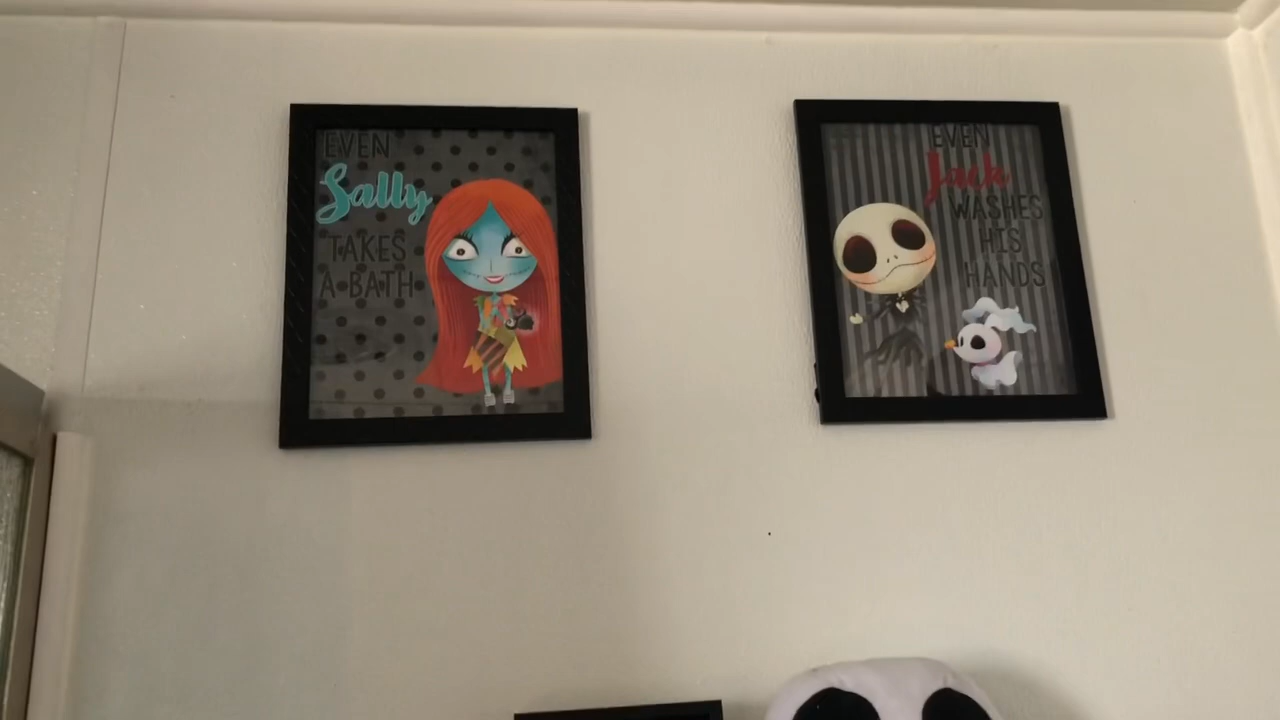 EVEN
Sally
TAKES
A BATH
EVEN
Jack
WASHES
HIS
HANDS